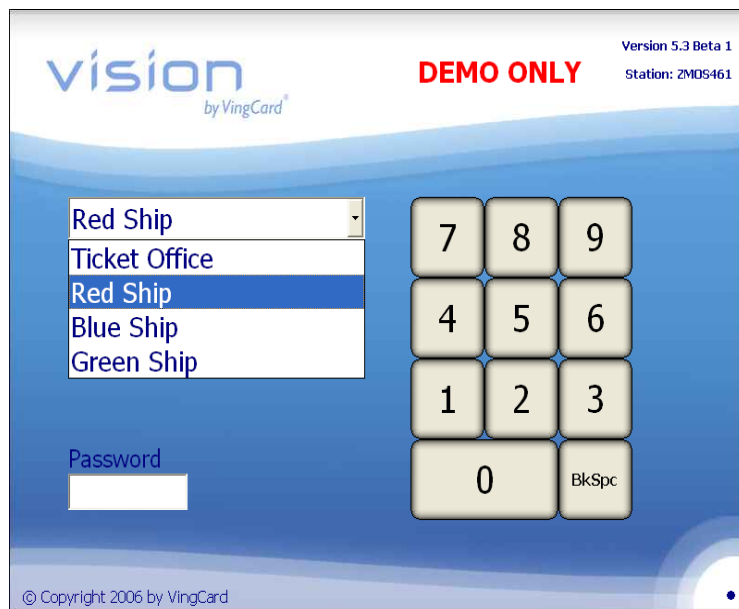 vision
by VingCard®
DEMO ONLY
Version 5.3 Beta 1
Station: ZMOS461
Red Ship
Ticket Office
Red Ship
Blue Ship
Green Ship
7 8 9
4 5 6
1 2 3
0 BkSpc
Password
© Copyright 2006 by VingCard